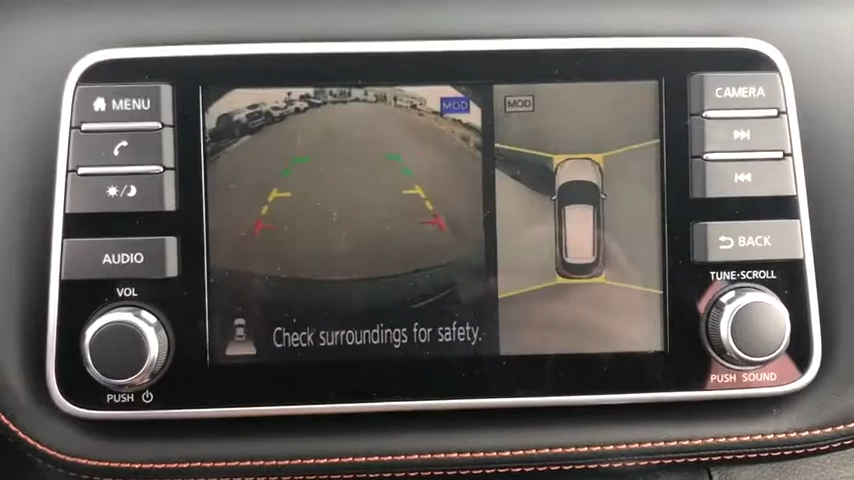 MENU
AUDIO
VOL
PUSH
MOD
Check surroundings for safety.
MOD
CAMERA
BACK
TUNE·SCROLL
PUSH SOUND